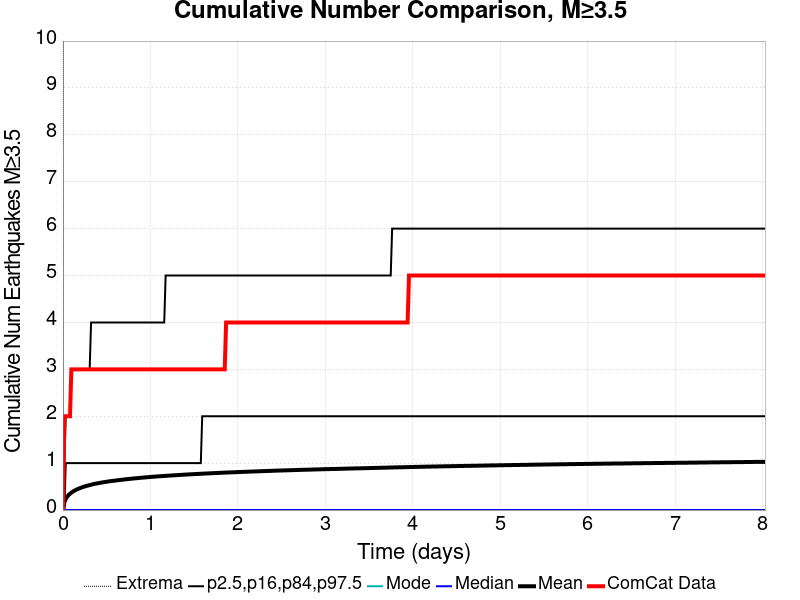 Cumulative Number Comparison, M≥3.5
Cumulative Num Earthquakes M≥3.5
10
9
8
7
6
5
4
3
2
1
0
0 1 2 3 4 5 6 7 8
Time (days)
Extrema p2.5,p16,p84,p97.5 Mode Median Mean ComCat Data